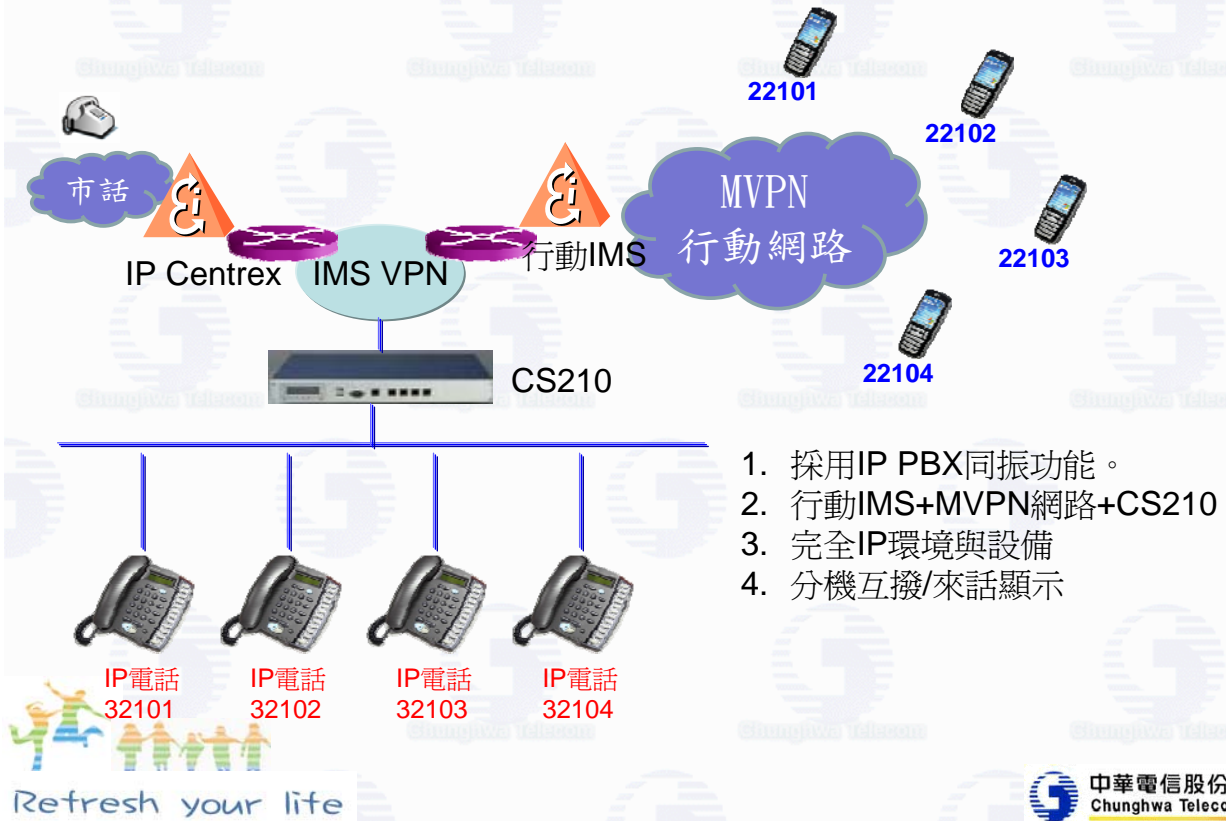 22101
22102
市話
MVPN
行動網路
22103
IP Centrex
IMS VPN
行動IMS
22104
CS210
1. 採用IP PBX同振功能。
2. 行動IMS+MVPN網路+CS210
3. 完全IP環境與設備
4. 分機互撥/來話顯示
IP電話
32101
IP電話
32102
IP電話
32103
IP電話
32104
Refresh your life
中華電信股份
Chunghwa Teleco
Chunghwa Telecom